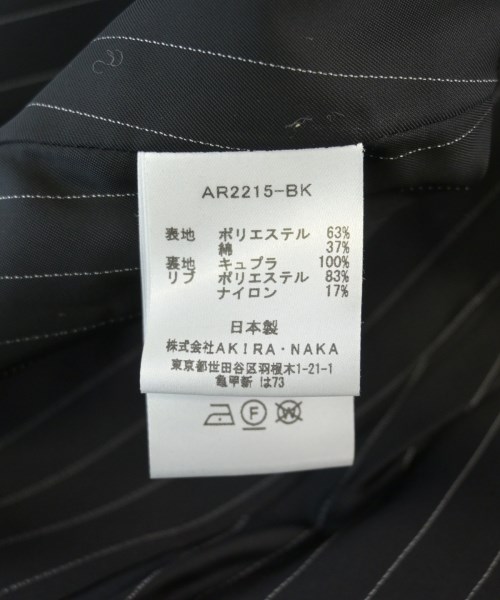 AR2215-BK
表地 ポリエステル 63%
綿 37%
裏地 キュプラ 100%
リブ ポリエステル 83%
ナイロン 17%
日本製
株式会社AKIRA・NAKA
東京都世田谷区羽根木1-21-1
亀甲新 は73
F W